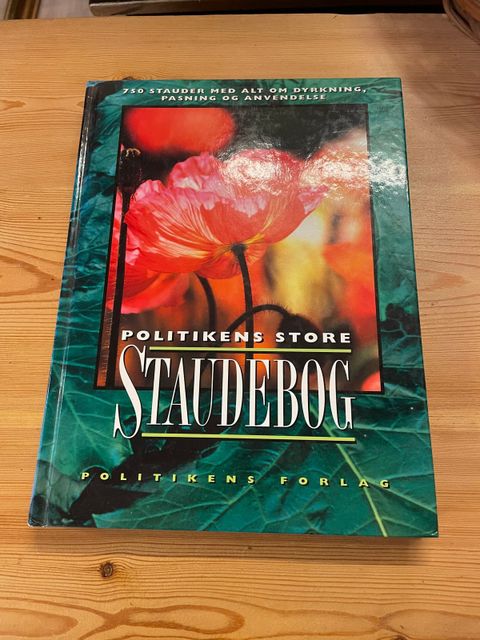 750 STAUDER MED ALT OM DYRKNING,
PASNING OG ANVENDELSE
POLITIKENS STORE
STAUDEBOG
POLITIKENS FORLAG